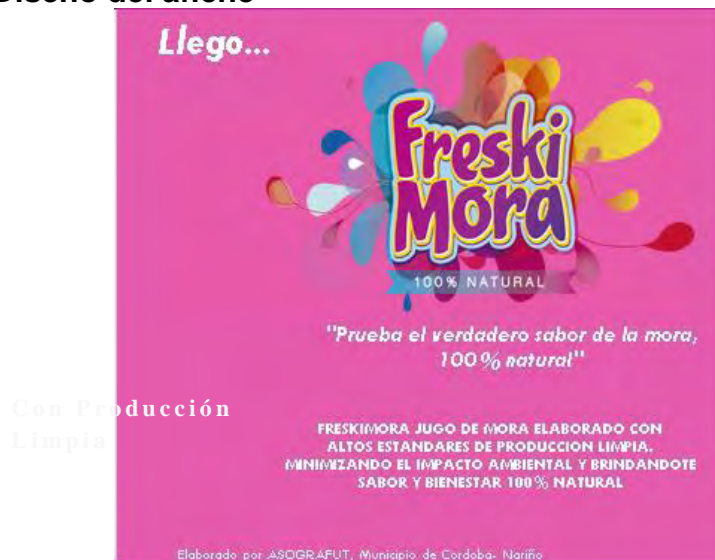 Diseño del afiche
Llego...
Freski
Mora
100% NATURAL
"Prueba el verdadero sabor de la mora,
100% natural"
Con Producción
Limpia
FRESKIMORA JUGO DE MORA ELABORADO CON
ALTOS ESTANDARES DE PRODUCCION LIMPIA.
MINIMIZANDO EL IMPACTO AMBIENTAL Y BRINDANDOTE
SABOR Y BIENESTAR 100% NATURAL
Elaborado por ASOGRAFUT, Municipio de Cordoba- Nariño